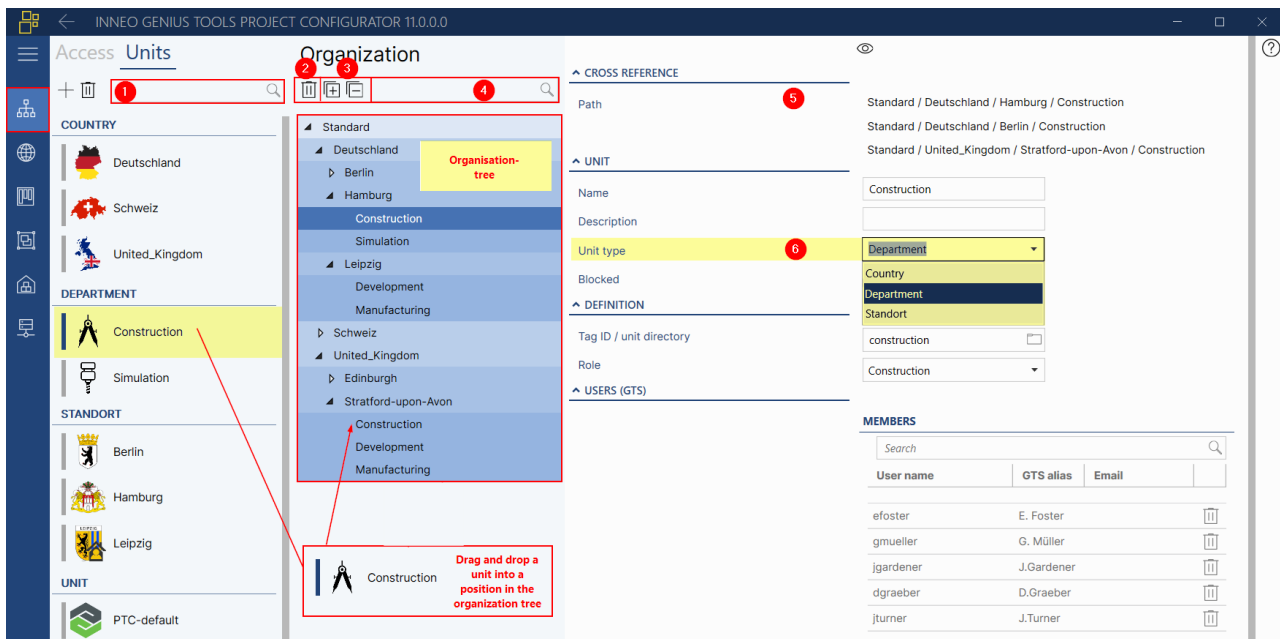 INNEO GENIUS TOOLS PROJECT CONFIGURATOR 11.0.0.0
Access Units
1
COUNTRY
Deutschland
Schweiz
United_Kingdom
DEPARTMENT
Construction
Simulation
STANDORT
Berlin
Hamburg
LEIPZIG
Leipzig
UNIT
PTC-default
Organization
2
3
4
Standard
Deutschland
Berlin
Hamburg
Construction
Simulation
Leipzig
Development
Manufacturing
Schweiz
United_Kingdom
Edinburgh
Stratford-upon-Avon
Construction
Development
Manufacturing
Organisation-
tree
Construction
Drag and drop a
unit into a
position in the
organization tree
CROSS REFERENCE
Path
5
Standard / Deutschland / Hamburg / Construction
Standard / Deutschland / Berlin / Construction
Standard / United_Kingdom / Stratford-upon-Avon / Construction
UNIT
Name
Construction
Description
Unit type
6
Department
Country
Department
Standort
Blocked
DEFINITION
Tag ID / unit directory
construction
Role
Construction
USERS (GTS)
MEMBERS
Search
User name GTS alias Email
efoster E. Foster
gmueller G. Müller
jgardener J.Gardener
dgraeber D.Graeber
jturner J.Turner